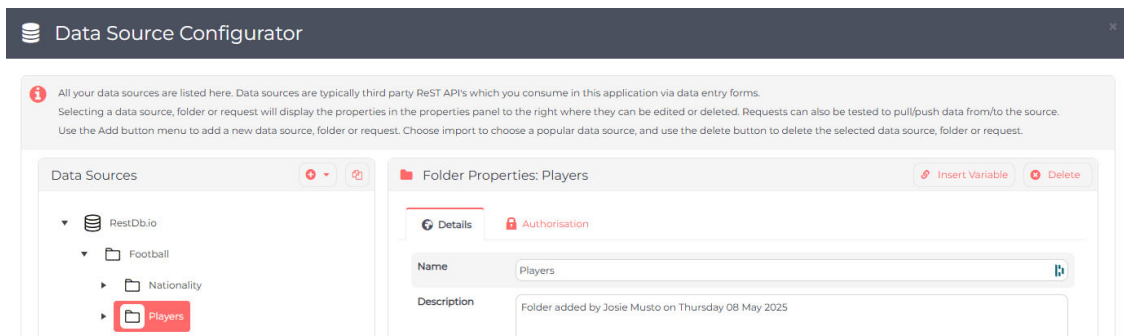 Data Source Configurator
All your data sources are listed here. Data sources are typically third party ReST API's which you consume in this application via data entry forms.
Selecting a data source, folder or request will display the properties in the properties panel to the right where they can be edited or deleted. Requests can also be tested to pull/push data from/to the source.
Use the Add button menu to add a new data source, folder or request. Choose import to choose a popular data source, and use the delete button to delete the selected data source, folder or request.
Data Sources
RestDb.io
Football
Nationality
Players
Folder Properties: Players
Insert Variable
Delete
Details
Authorisation
Name
Players
Description
Folder added by Josie Musto on Thursday 08 May 2025